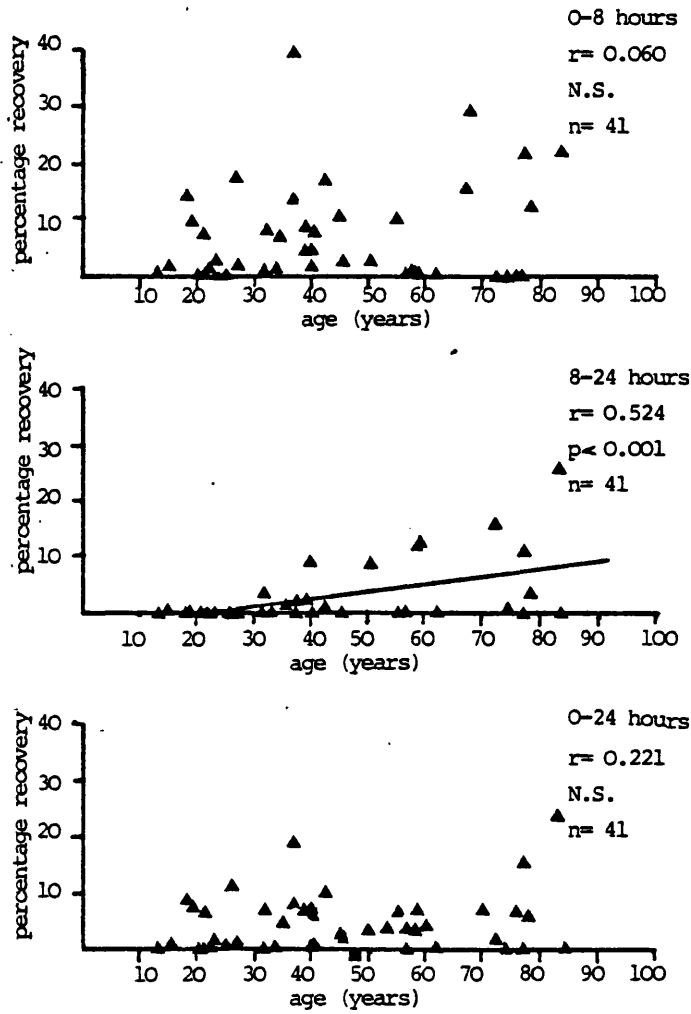 0-8 hours
r= 0.060
N.S.
n= 41
percentage recovery
40
30
20
10
10 20 30 40 50 60 70 80 90 100
age (years)
8-24 hours
r= 0.524
p< 0.001
n= 41
percentage recovery
40
30
20
10
10 20 30 40 50 60 70 80 90 100
age (years)
0-24 hours
r= 0.221
N.S.
n= 41
percentage recovery
40
30
20
10
10 20 30 40 50 60 70 80 90 100
age (years)